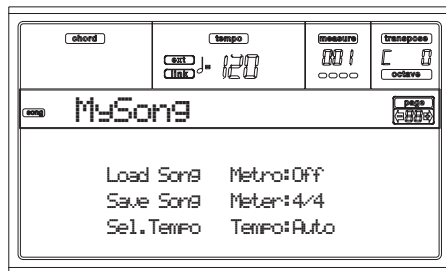 chord tempo measure transpose
ext link ♩= 120 001 [ 0
octave
song MySong page
Load Song Metro:Off
Save Song Meter:4/4
Sel.Tempo Tempo:Auto